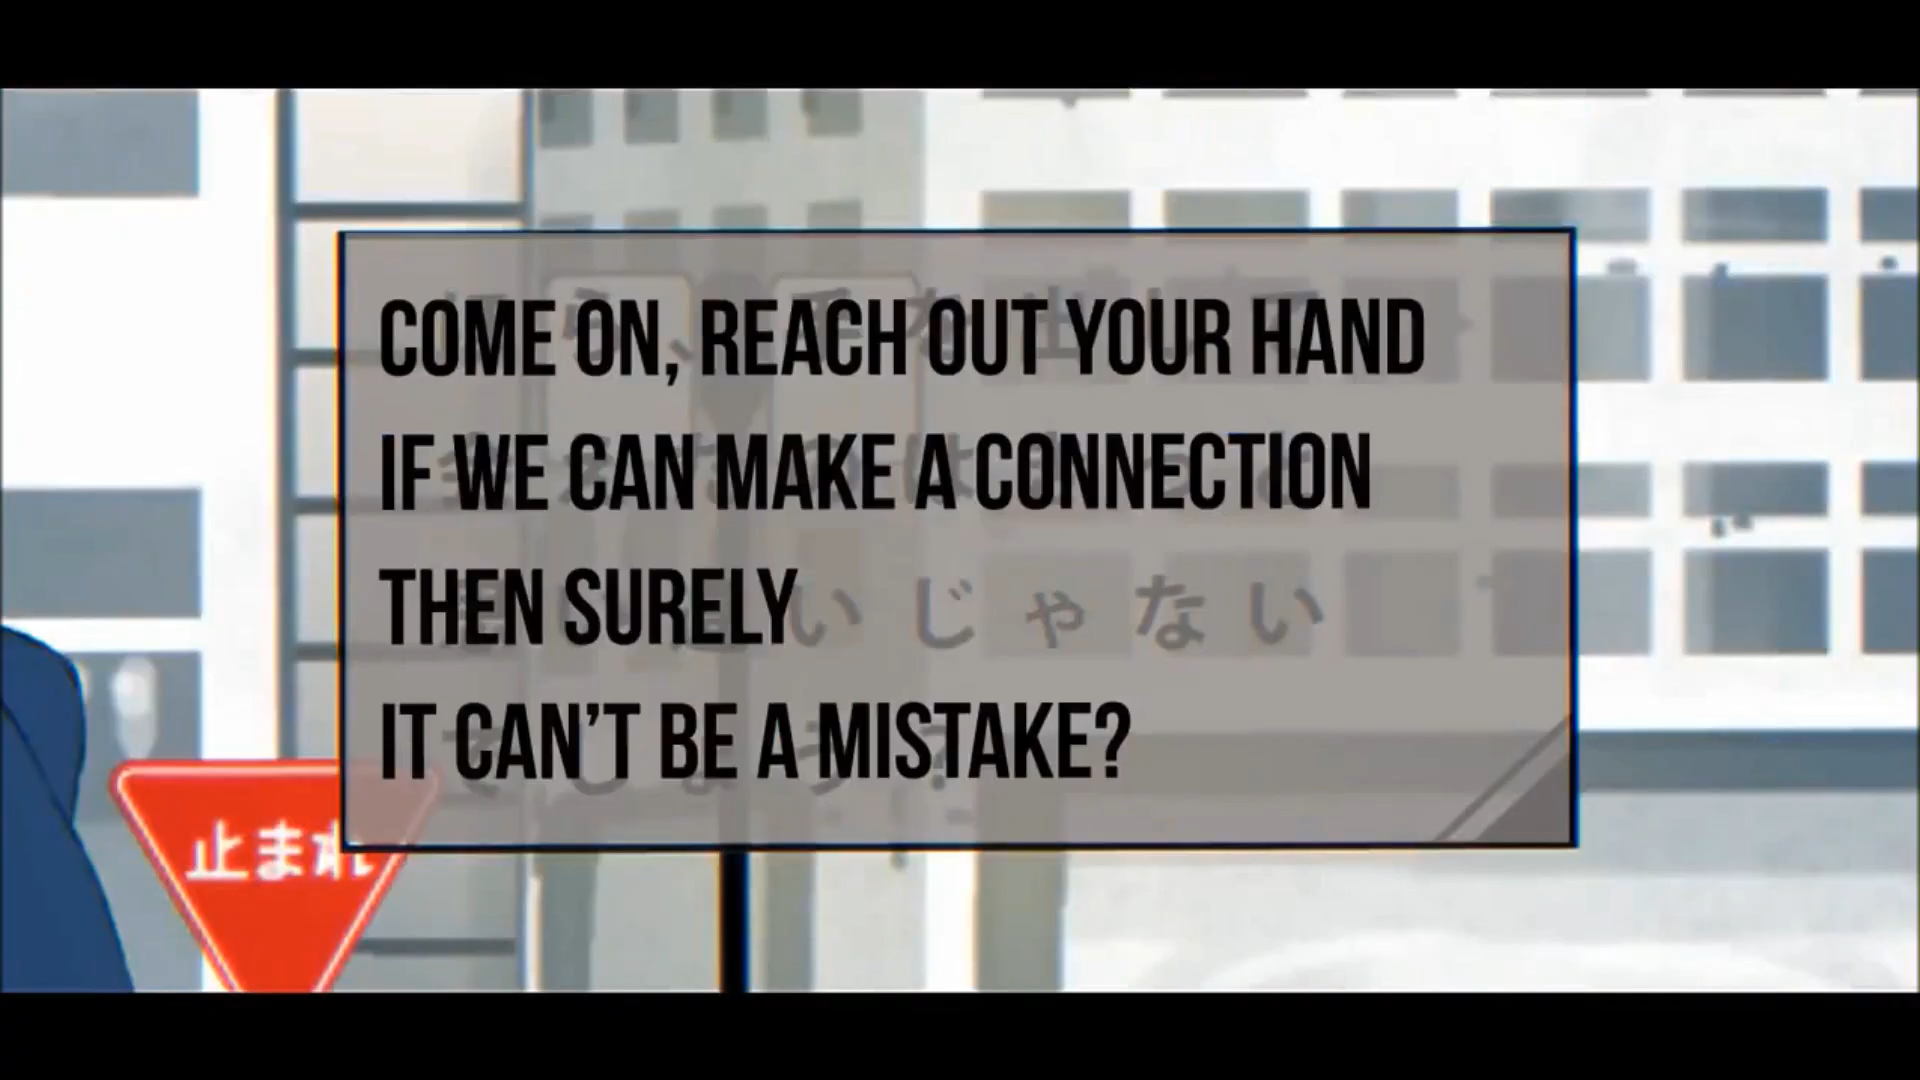 COME ON, REACH OUT YOUR HAND
IF WE CAN MAKE A CONNECTION
THEN SURELY
いじゃない
IT CAN'T BE A MISTAKE?
止まれ